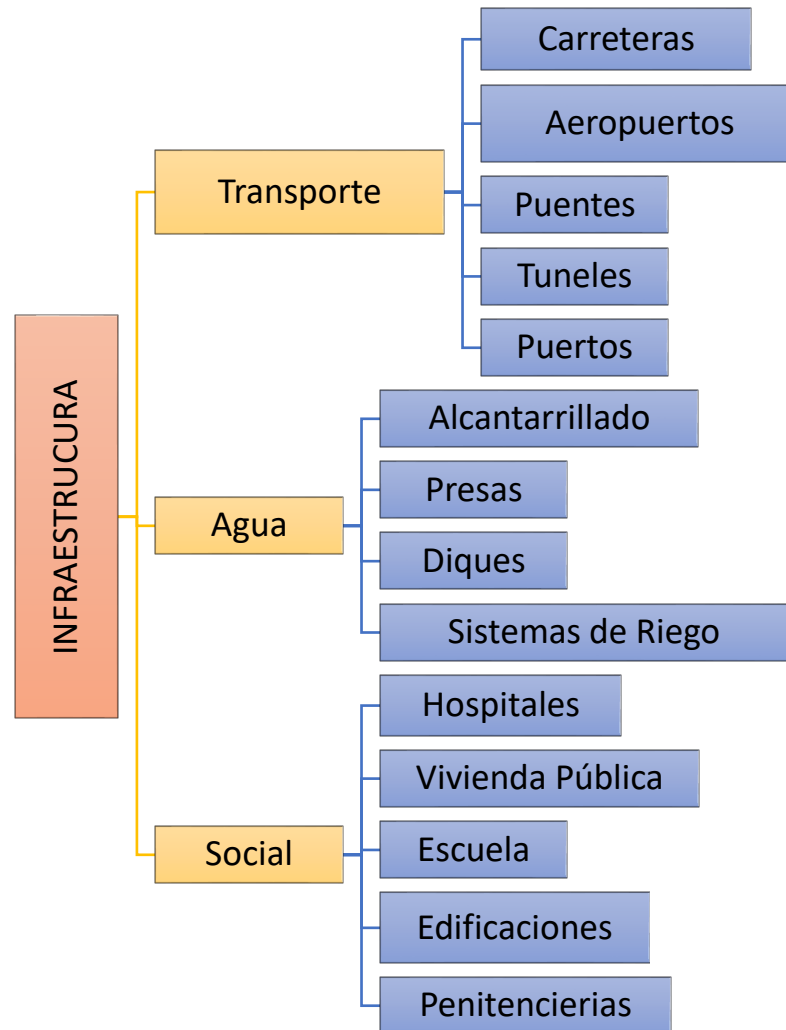 INFRAESTRUCURA
Transporte
Carreteras
Aeropuertos
Puentes
Tuneles
Puertos
Agua
Alcantarrillado
Presas
Diques
Sistemas de Riego
Social
Hospitales
Vivienda Pública
Escuela
Edificaciones
Penitencierias